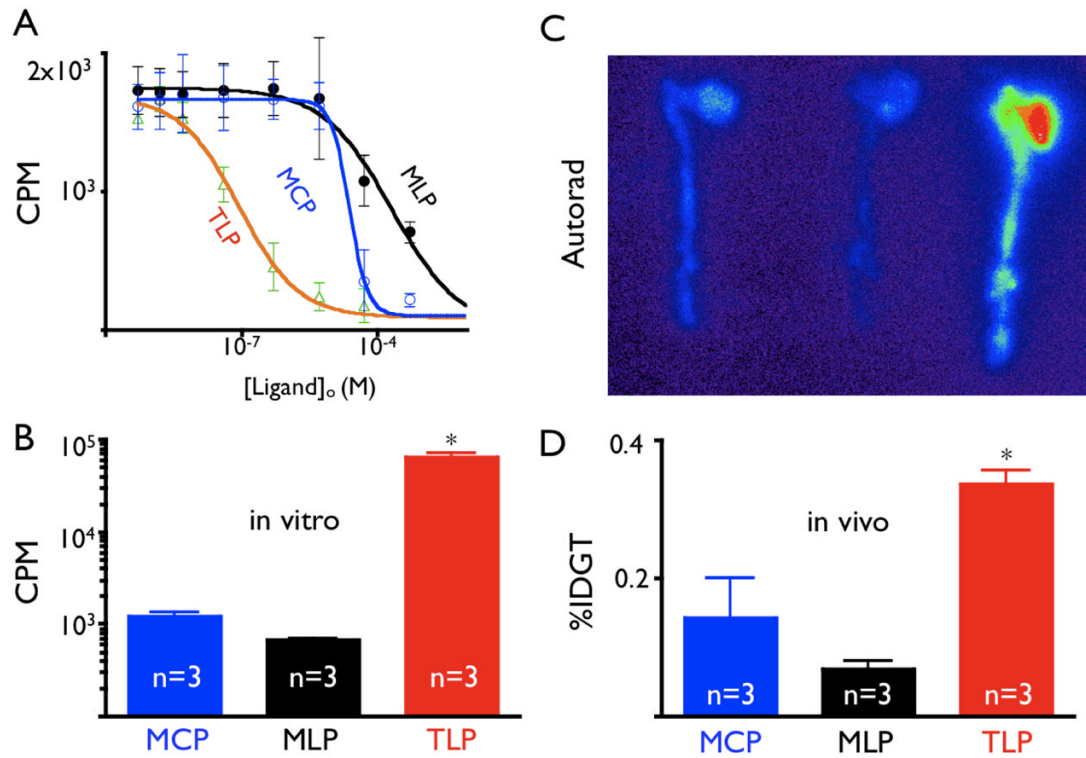 A
2x10³
10³
CPM
TLP
MCP
MLP
10⁻⁷
10⁻⁴
[Ligand]ₒ (M)
C
Autorad
B
10⁵
10⁴
10³
CPM
in vitro
*
n=3
n=3
n=3
MCP
MLP
TLP
D
0.4
0.2
%IDGT
in vivo
*
n=3
n=3
n=3
MCP
MLP
TLP